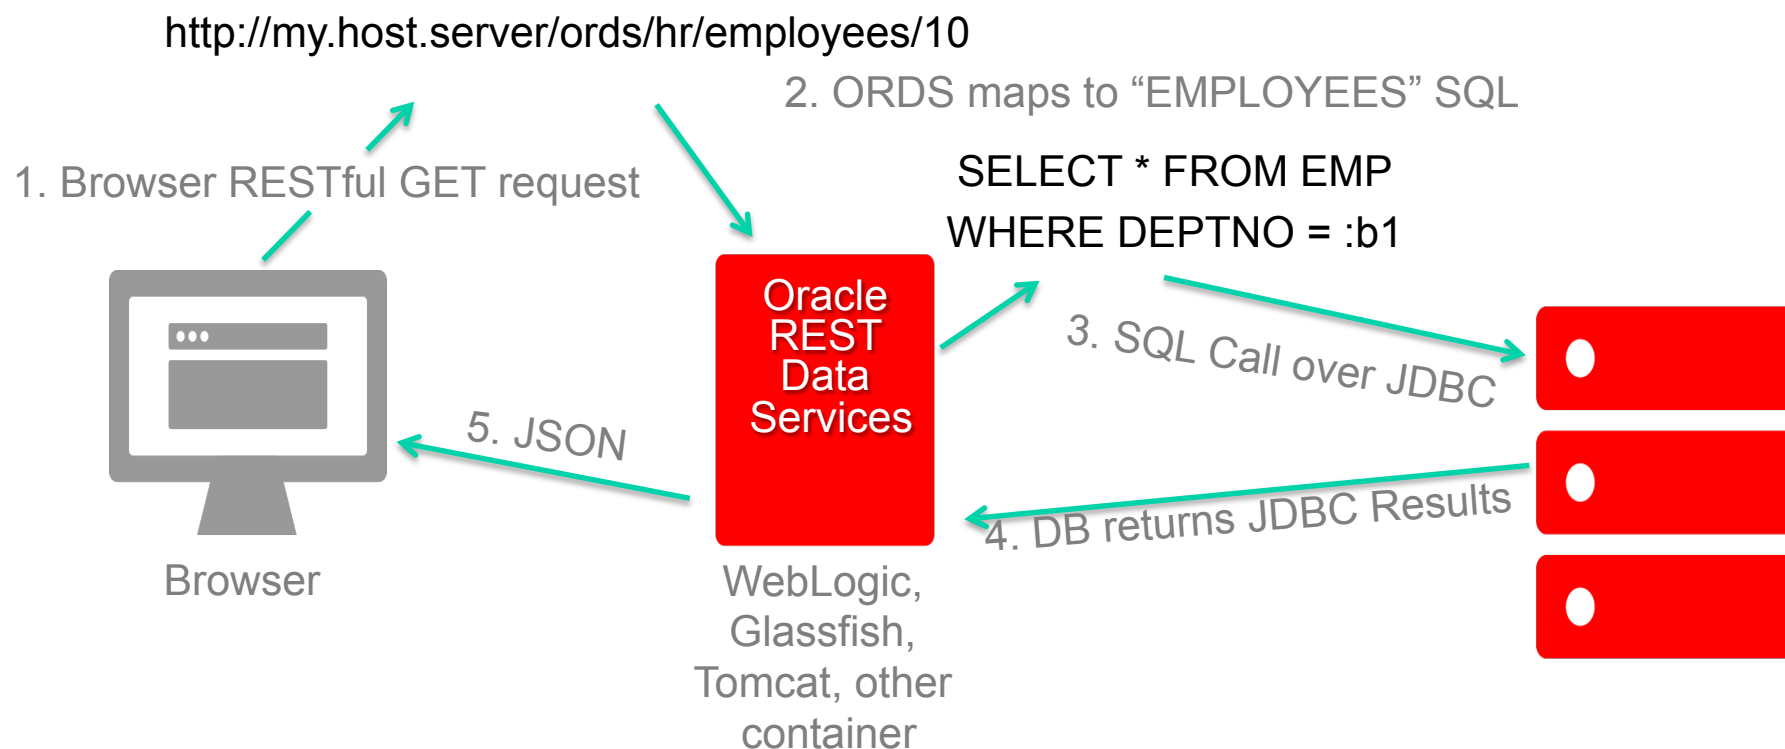 http://my.host.server/ords/hr/employees/10
2. ORDS maps to “EMPLOYEES” SQL
1. Browser RESTful GET request
SELECT * FROM EMP
WHERE DEPTNO = :b1
Oracle
REST
Data
Services
3. SQL Call over JDBC
5. JSON
4. DB returns JDBC Results
Browser
WebLogic,
Glassfish,
Tomcat, other
container